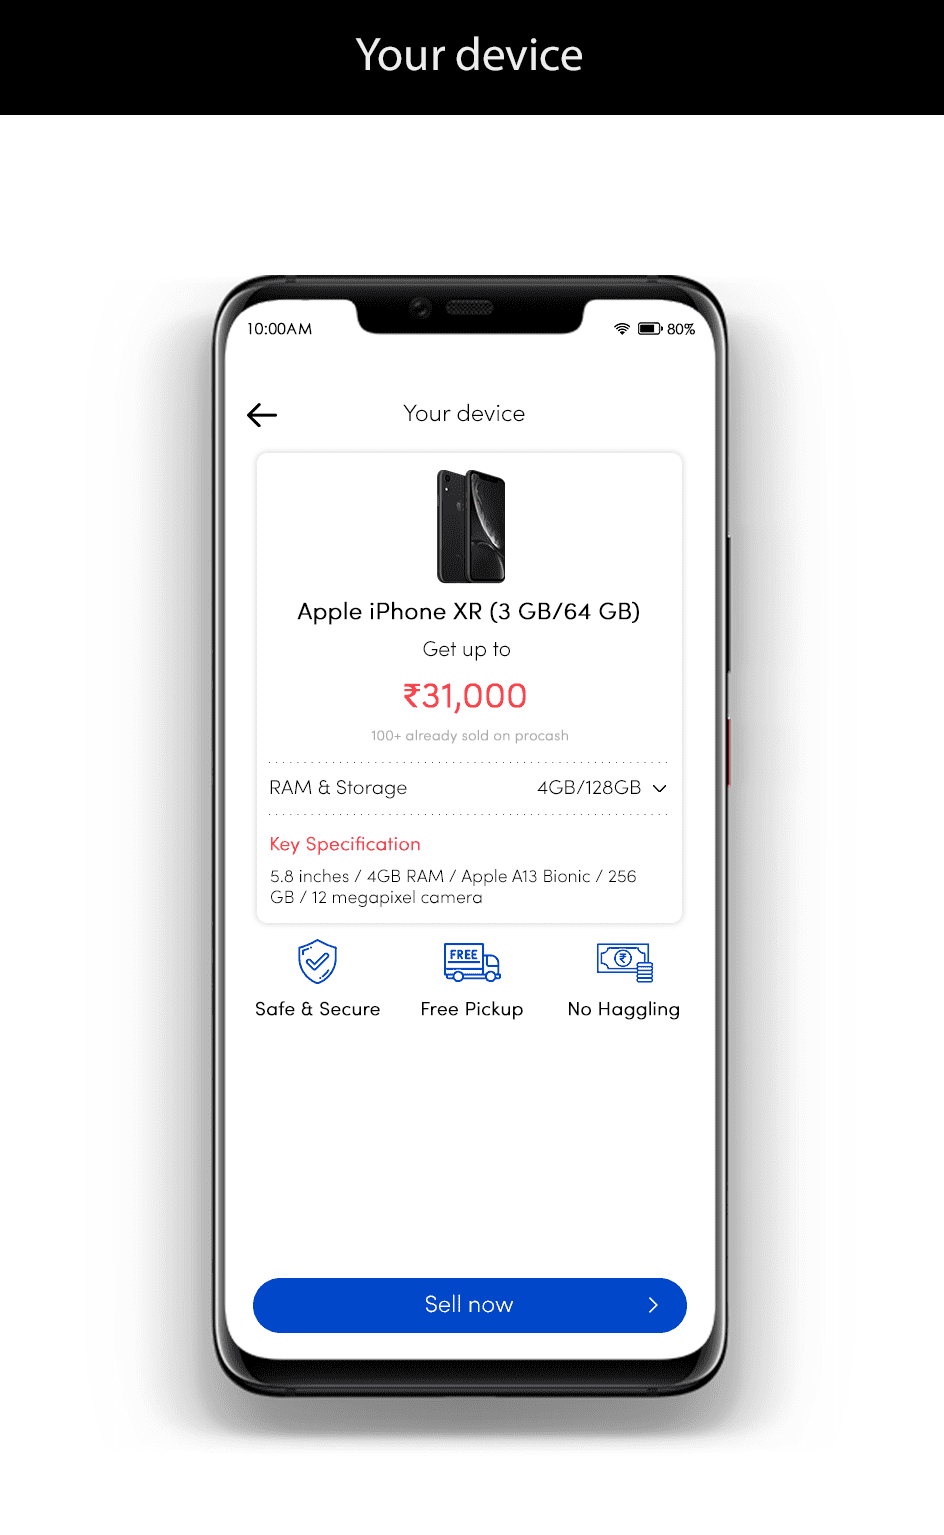 Your device
10:00AM 80%
Your device
Apple iPhone XR (3 GB/64 GB)
Get up to
₹31,000
100+ already sold on procash
RAM & Storage 4GB/128GB
Key Specification
5.8 inches / 4GB RAM / Apple A13 Bionic / 256
GB / 12 megapixel camera
FREE ₹
Safe & Secure Free Pickup No Haggling
Sell now